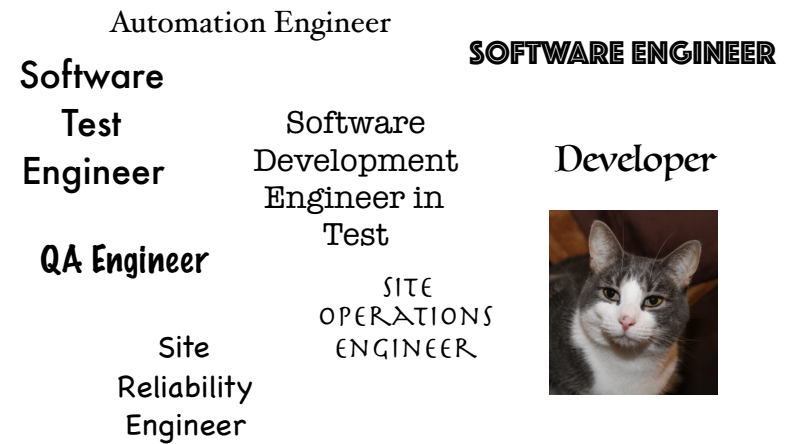 Automation Engineer
SOFTWARE ENGINEER
Software
Test
Engineer
Software
Development
Engineer in
Test
Developer
QA Engineer
SITE
OPERATIONS
ENGINEER
Site
Reliability
Engineer